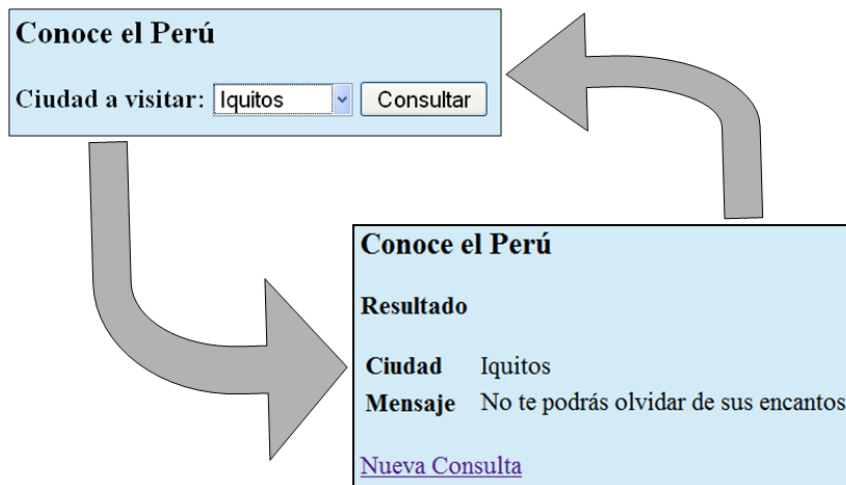 Conoce el Perú
Ciudad a visitar: Iquitos Consultar
Conoce el Perú
Resultado
Ciudad Iquitos
Mensaje No te podrás olvidar de sus encantos
Nueva Consulta